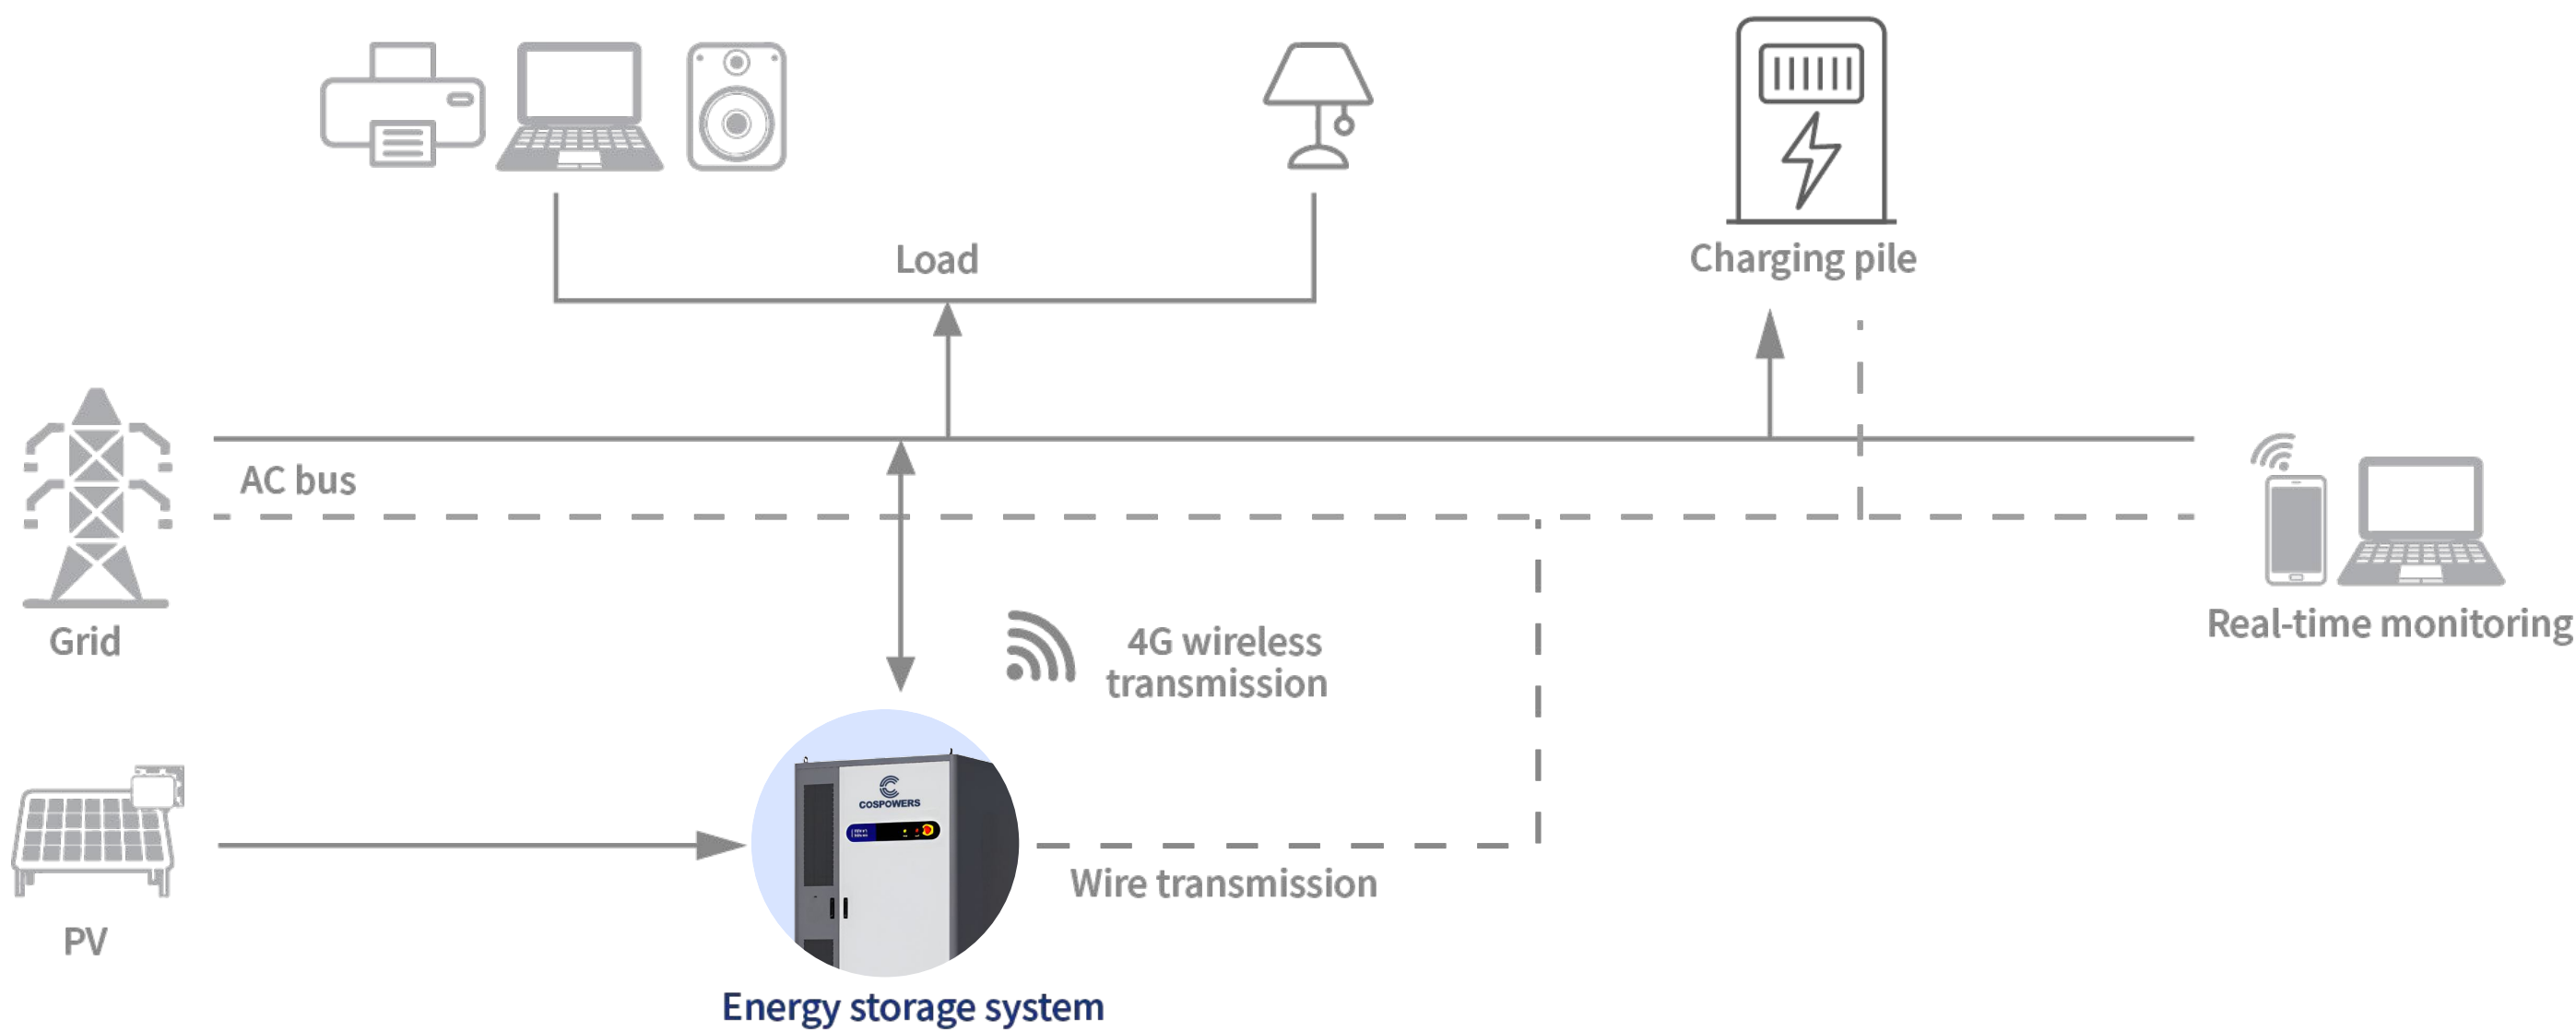 Load
Charging pile
AC bus
Grid
4G wireless
transmission
Real-time monitoring
COSPOWERS
Wire transmission
PV
Energy storage system